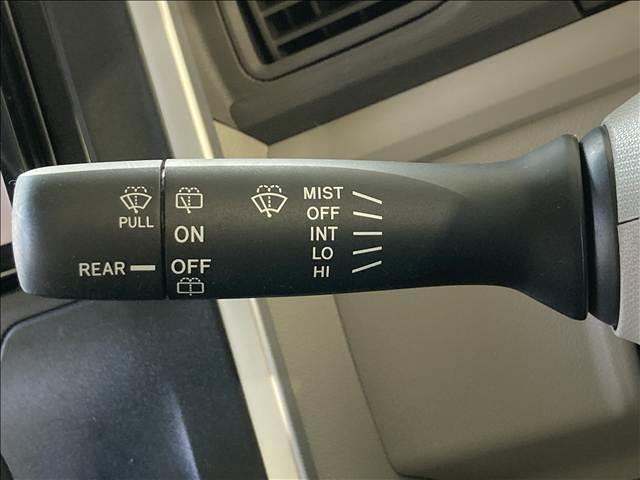 PULL
REAR
ON
OFF
MIST
OFF
INT
LO
HI